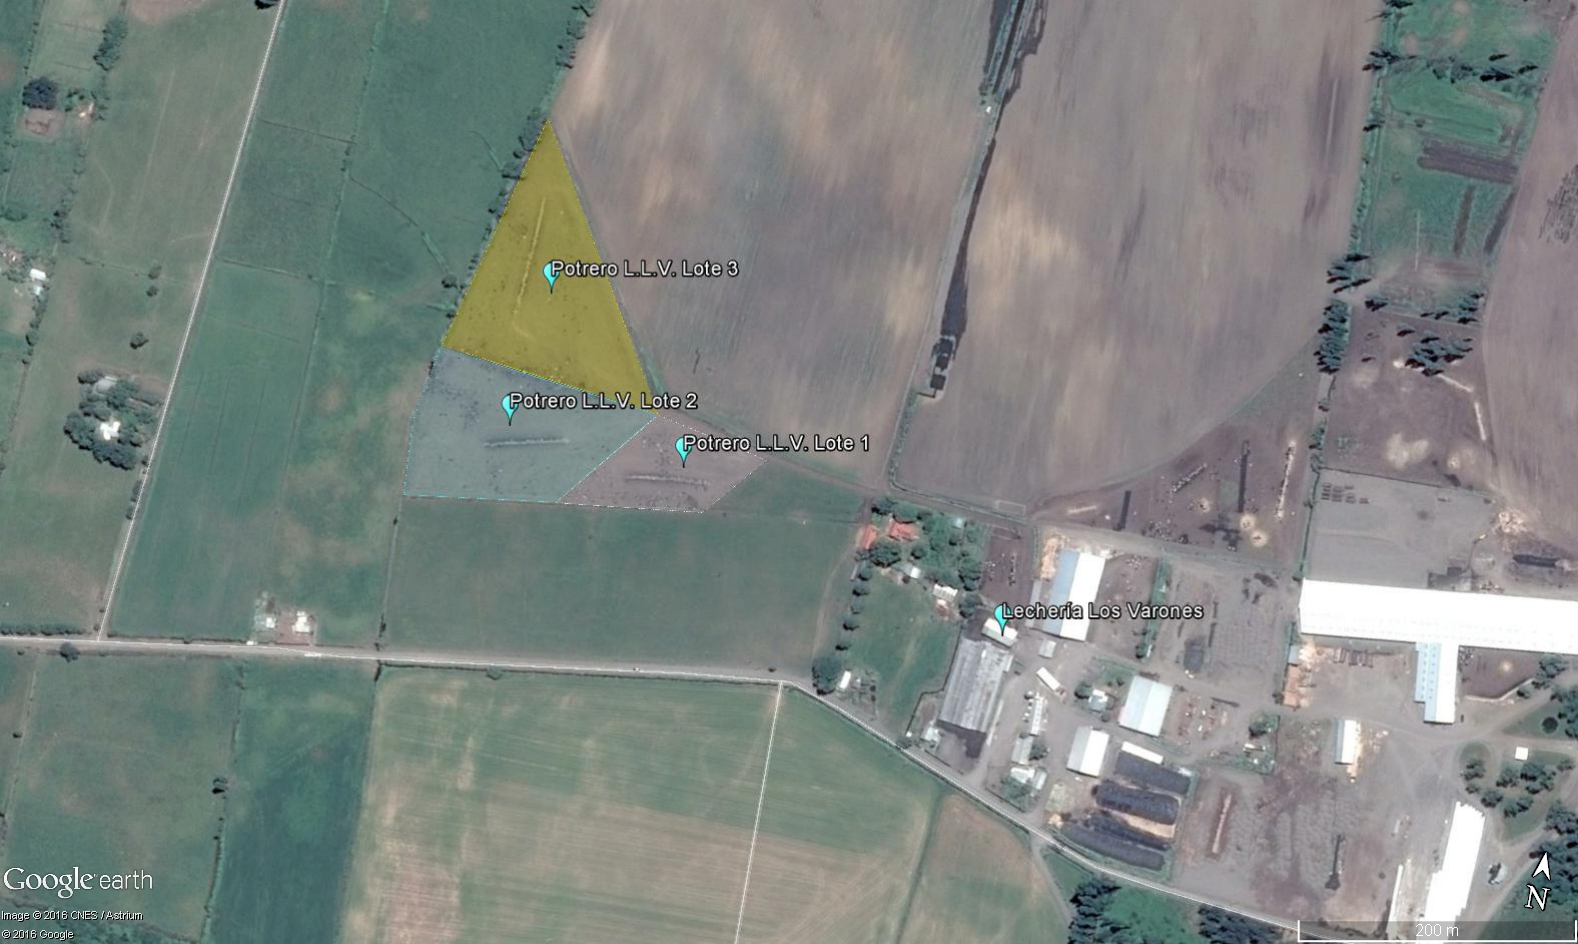 Potrero L.L.V. Lote 3
Potrero L.L.V. Lote 2
Potrero L.L.V. Lote 1
Lechería Los Varones
Google earth
Image © 2016 CNES / Astrium
© 2016 Google
N
200 m